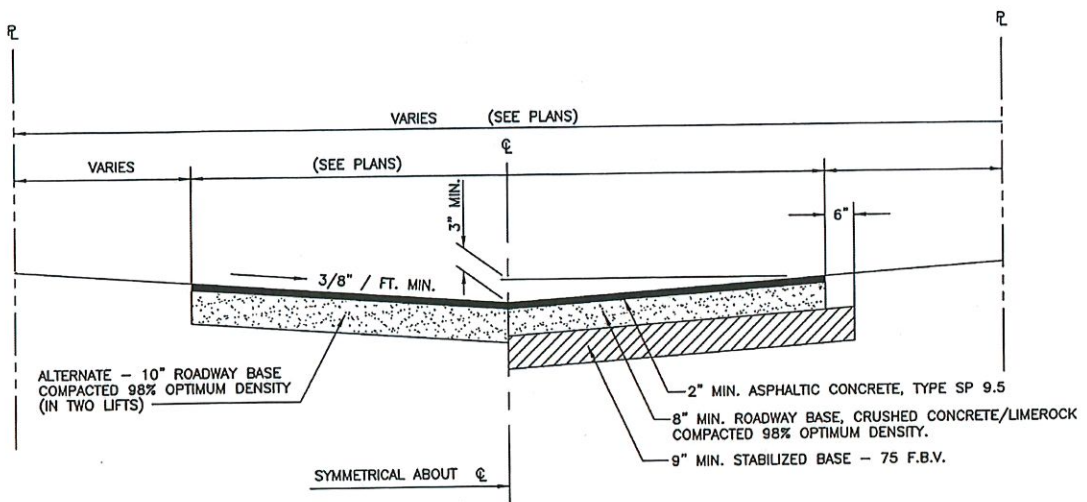 ℄
℄
VARIES (SEE PLANS)
℄
VARIES (SEE PLANS)
3" MIN.
6"
3/8" / FT. MIN.
ALTERNATE – 10" ROADWAY BASE
COMPACTED 98% OPTIMUM DENSITY
(IN TWO LIFTS)
2" MIN. ASPHALTIC CONCRETE, TYPE SP 9.5
8" MIN. ROADWAY BASE, CRUSHED CONCRETE/LIMEROCK
COMPACTED 98% OPTIMUM DENSITY.
9" MIN. STABILIZED BASE – 75 F.B.V.
SYMMETRICAL ABOUT ℄